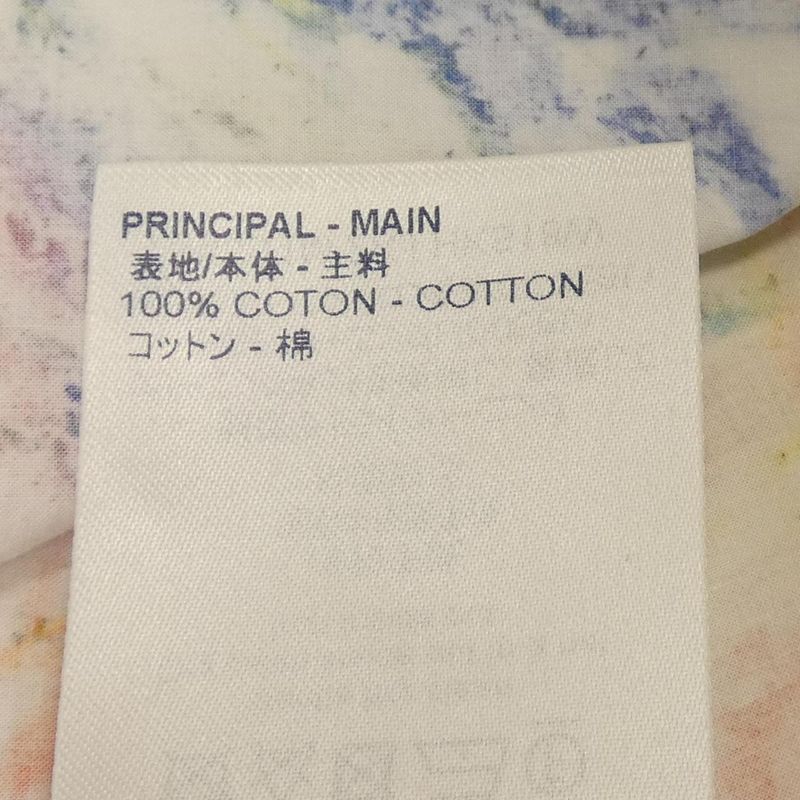 PRINCIPAL - MAIN
表地/本体 - 主料
100% COTON - COTTON
コットン - 棉